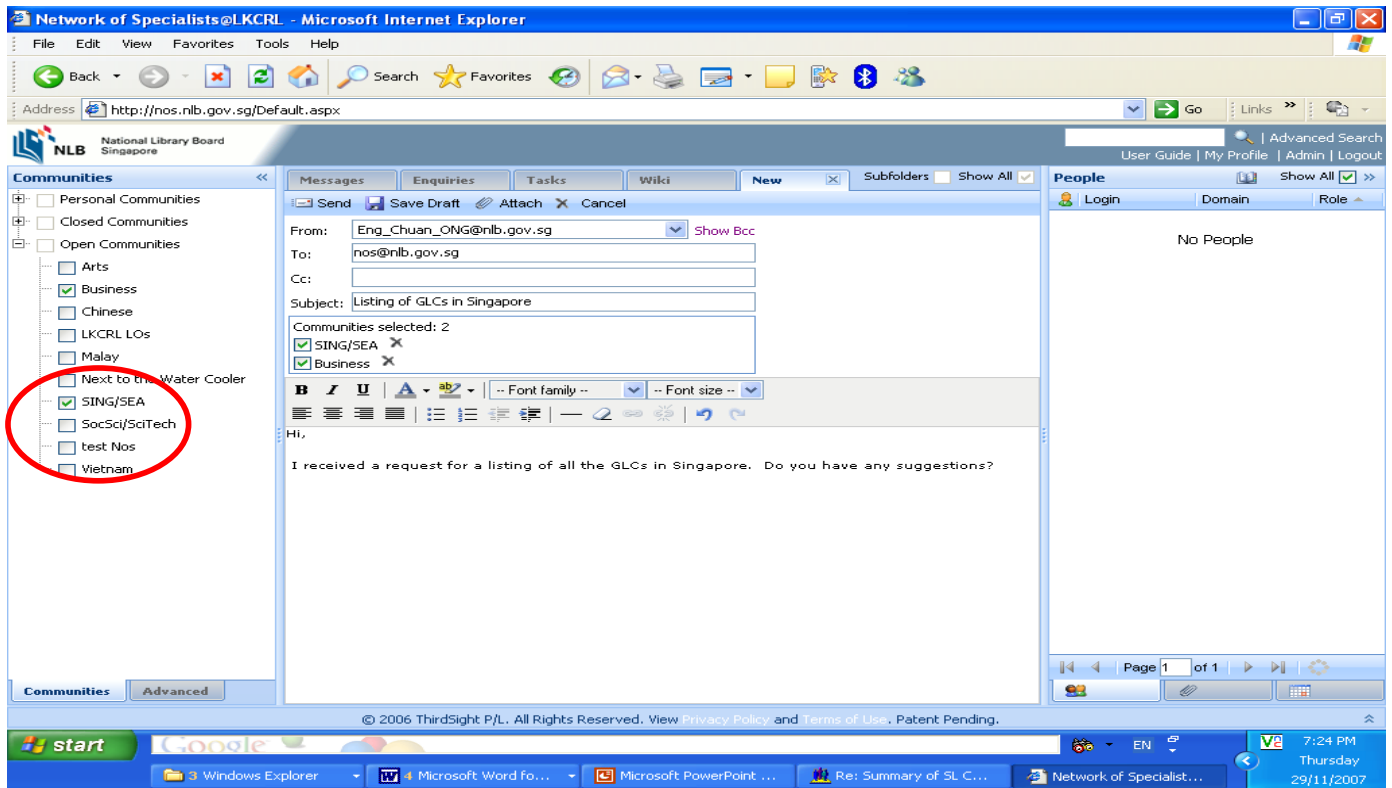 Network of Specialists@LKCRL - Microsoft Internet Explorer
File Edit View Favorites Tools Help
Back Search Favorites
Address http://nos.nlb.gov.sg/Default.aspx Go Links »
NLB National Library Board Singapore
Advanced Search
User Guide | My Profile | Admin | Logout
Communities «
Personal Communities
Closed Communities
Open Communities
Arts
Business
Chinese
LKCRL LOs
Malay
Next to the Water Cooler
SING/SEA
SocSci/SciTech
test Nos
Vietnam
Communities Advanced
Messages Enquiries Tasks Wiki New Subfolders Show All
Send Save Draft Attach Cancel
From: Eng_Chuan_ONG@nlb.gov.sg Show Bcc
To: nos@nlb.gov.sg
Cc:
Subject: Listing of GLCs in Singapore
Communities selected: 2
SING/SEA
Business
B I U A ab -- Font family -- -- Font size --
Hi,
I received a request for a listing of all the GLCs in Singapore. Do you have any suggestions?
People Show All »
Login Domain Role
No People
Page 1 of 1
© 2006 ThirdSight P/L. All Rights Reserved. View Privacy Policy and Terms of Use. Patent Pending.
start Google EN 7:24 PM
3 Windows Explorer 4 Microsoft Word fo... Microsoft PowerPoint ... Re: Summary of SL C... Network of Specialist... Thursday
29/11/2007